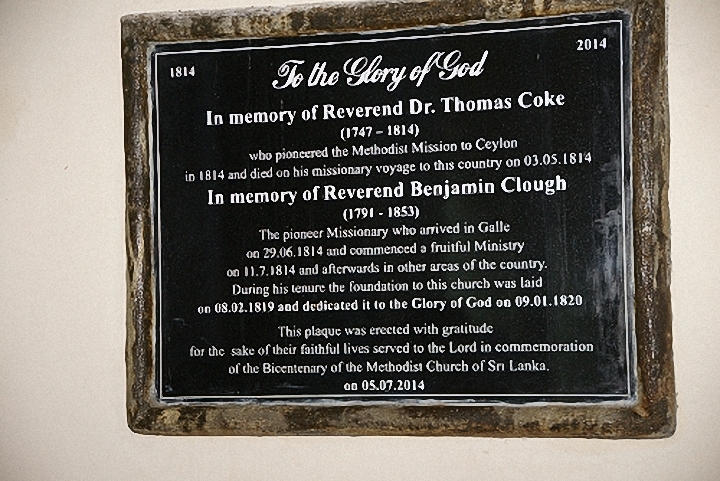 1814
2014
To the Glory of God
In memory of Reverend Dr. Thomas Coke
(1747 – 1814)
who pioneered the Methodist Mission to Ceylon
in 1814 and died on his missionary voyage to this country on 03.05.1814
In memory of Reverend Benjamin Clough
(1791 - 1853)
The pioneer Missionary who arrived in Galle
on 29.06.1814 and commenced a fruitful Ministry
on 11.7.1814 and afterwards in other areas of the country.
During his tenure the foundation to this church was laid
on 08.02.1819 and dedicated it to the Glory of God on 09.01.1820
This plaque was erected with gratitude
for the sake of their faithful lives served to the Lord in commemoration
of the Bicentenary of the Methodist Church of Sri Lanka.
on 05.07.2014